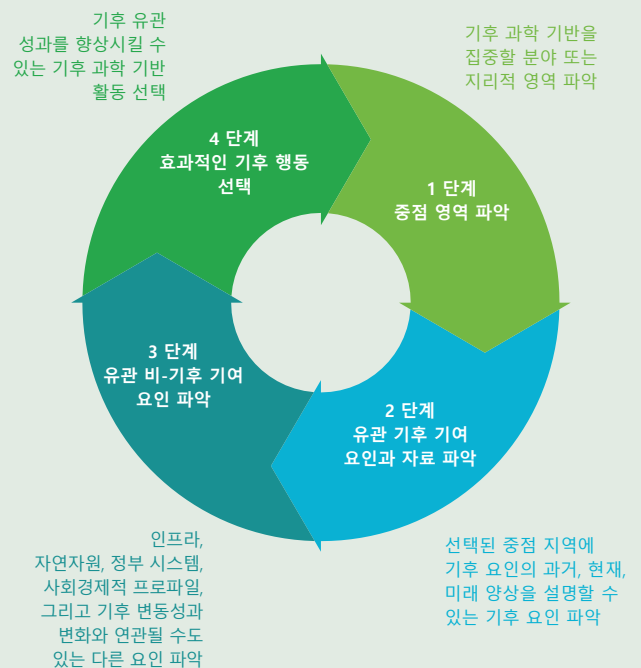 기후 유관
성과를 향상시킬 수
있는 기후 과학 기반
활동 선택
기후 과학 기반을
집중할 분야 또는
지리적 영역 파악
4 단계
효과적인 기후 행동
선택
1 단계
중점 영역 파악
3 단계
유관 비-기후 기여
요인 파악
2 단계
유관 기후 기여
요인과 자료 파악
인프라,
자연자원, 정부 시스템,
사회경제적 프로파일,
그리고 기후 변동성과
변화와 연관될 수도
있는 다른 요인 파악
선택된 중점 지역에
기후 요인의 과거, 현재,
미래 양상을 설명할 수
있는 기후 요인 파악